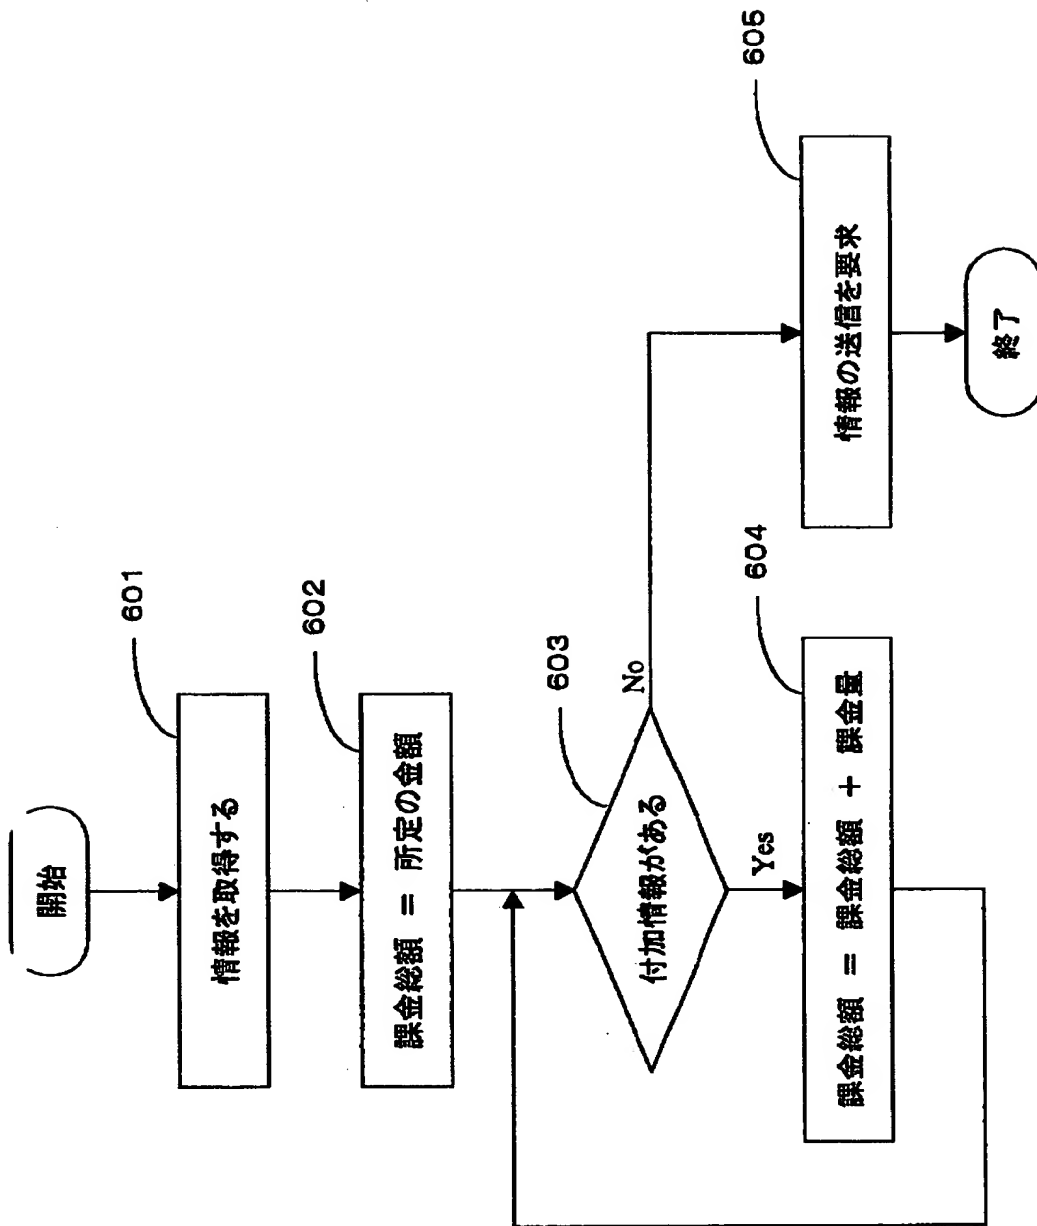 開始
601
情報を取得する
602
課金総額 = 所定の金額
603
付加情報がある
No
Yes
604
課金総額 = 課金総額 + 課金量
605
情報の送信を要求
終了